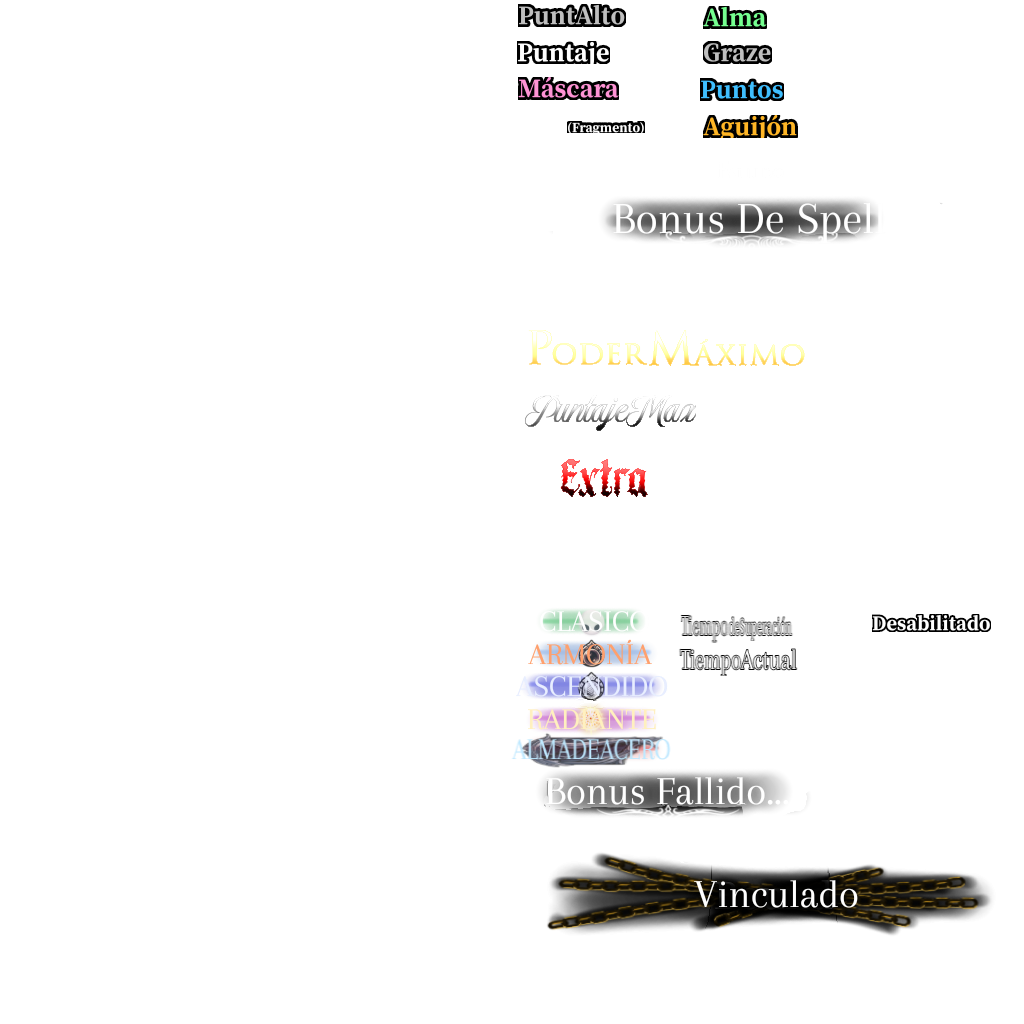 PuntAlto
Alma
Puntaje
Graze
Máscara
Puntos
(Fragmento)
Aguijón
Bonus De Spel
PoderMáximo
PuntajeMax
Extra
CLASICO
TiempodeSuperación
Desabilitado
ARMONÍA
TiempoActual
ASCENDIDO
RADIANTE
ALMADEACERO
Bonus Fallido...
Vinculado